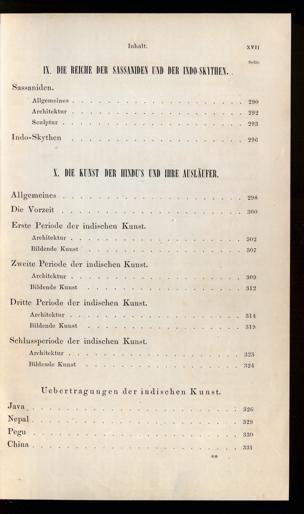 Inhalt. XVII
Seite
IX. DIE REICHE DER SASSANIDEN UND DER INDO-SKYTHEN.
Sassaniden.
Allgemeines . . . . . . . . . . . . . . . . . . 290
Architektur . . . . . . . . . . . . . . . . . . 292
Sculptur . . . . . . . . . . . . . . . . . . 293
Indo-Skythen . . . . . . . . . . . . . . . . . . 296
X. DIE KUNST DER HINDU'S UND IHRE AUSLÄUFER.
Allgemeines . . . . . . . . . . . . . . . . . . 298
Die Vorzeit . . . . . . . . . . . . . . . . . . 300
Erste Periode der indischen Kunst.
Architektur . . . . . . . . . . . . . . . . . . 302
Bildende Kunst . . . . . . . . . . . . . . . . 307
Zweite Periode der indischen Kunst.
Architektur . . . . . . . . . . . . . . . . . . 309
Bildende Kunst . . . . . . . . . . . . . . . . 312
Dritte Periode der indischen Kunst.
Architektur . . . . . . . . . . . . . . . . . . 314
Bildende Kunst . . . . . . . . . . . . . . . . 319
Schlussperiode der indischen Kunst.
Architektur . . . . . . . . . . . . . . . . . . 323
Bildende Kunst . . . . . . . . . . . . . . . . 324
Uebertragungen der indischen Kunst.
Java . . . . . . . . . . . . . . . . . . 326
Nepal . . . . . . . . . . . . . . . . . . 329
Pegu . . . . . . . . . . . . . . . . . . 330
China . . . . . . . . . . . . . . . . . . 331
**